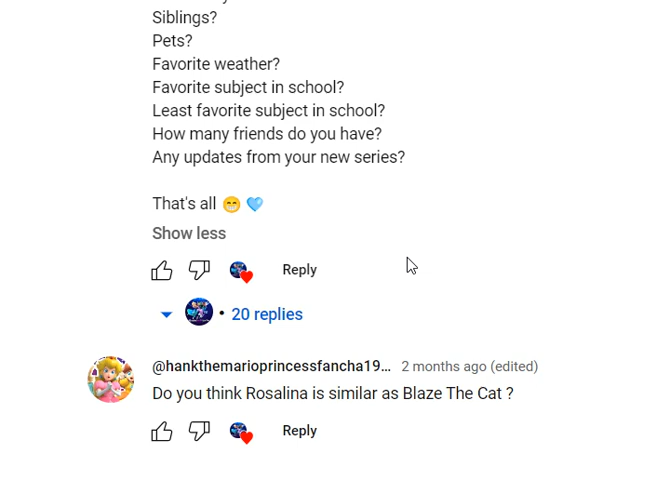 Siblings?
Pets?
Favorite weather?
Favorite subject in school?
Least favorite subject in school?
How many friends do you have?
Any updates from your new series?
That's all 😁 🩵
Show less
Reply
• 20 replies
@hankthemarioprincessfancha19... 2 months ago (edited)
Do you think Rosalina is similar as Blaze The Cat ?
Reply